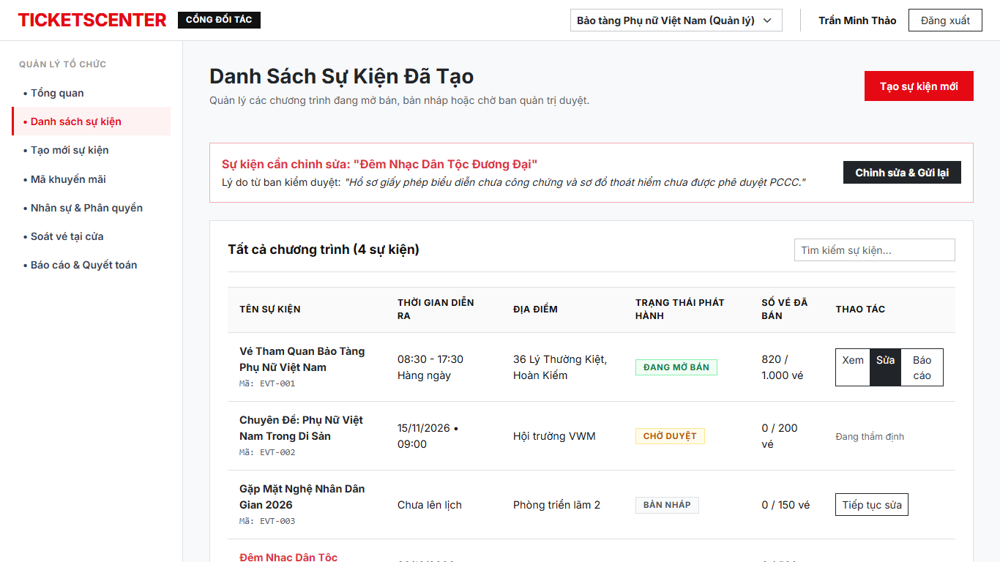 TICKETSCENTER
CỔNG ĐỐI TÁC
Bảo tàng Phụ nữ Việt Nam (Quản lý)
Trần Minh Thảo
Đăng xuất
QUẢN LÝ TỔ CHỨC
• Tổng quan
• Danh sách sự kiện
• Tạo mới sự kiện
• Mã khuyến mãi
• Nhân sự & Phân quyền
• Soát vé tại cửa
• Báo cáo & Quyết toán
Danh Sách Sự Kiện Đã Tạo
Quản lý các chương trình đang mở bán, bản nháp hoặc chờ ban quản trị duyệt.
Tạo sự kiện mới
Sự kiện cần chỉnh sửa: "Đêm Nhạc Dân Tộc Đương Đại"
Lý do từ ban kiểm duyệt: "Hồ sơ giấy phép biểu diễn chưa công chứng và sơ đồ thoát hiểm chưa được phê duyệt PCCC."
Chỉnh sửa & Gửi lại
Tất cả chương trình (4 sự kiện)
Tìm kiếm sự kiện...
TÊN SỰ KIỆN
THỜI GIAN DIỄN
RA
ĐỊA ĐIỂM
TRẠNG THÁI PHÁT
HÀNH
SỐ VÉ ĐÃ
BÁN
THAO TÁC
Vé Tham Quan Bảo Tàng
Phụ Nữ Việt Nam
Mã: EVT-001
08:30 - 17:30
Hàng ngày
36 Lý Thường Kiệt,
Hoàn Kiếm
ĐANG MỞ BÁN
820 /
1.000 vé
Xem
Sửa
Báo
cáo
Chuyên Đề: Phụ Nữ Việt
Nam Trong Di Sản
Mã: EVT-002
15/11/2026 •
09:00
Hội trường VWM
CHỜ DUYỆT
0 / 200
vé
Đang thẩm định
Gặp Mặt Nghệ Nhân Dân
Gian 2026
Mã: EVT-003
Chưa lên lịch
Phòng triển lãm 2
BẢN NHÁP
0 / 150 vé
Tiếp tục sửa
Đêm Nhạc Dân Tộc